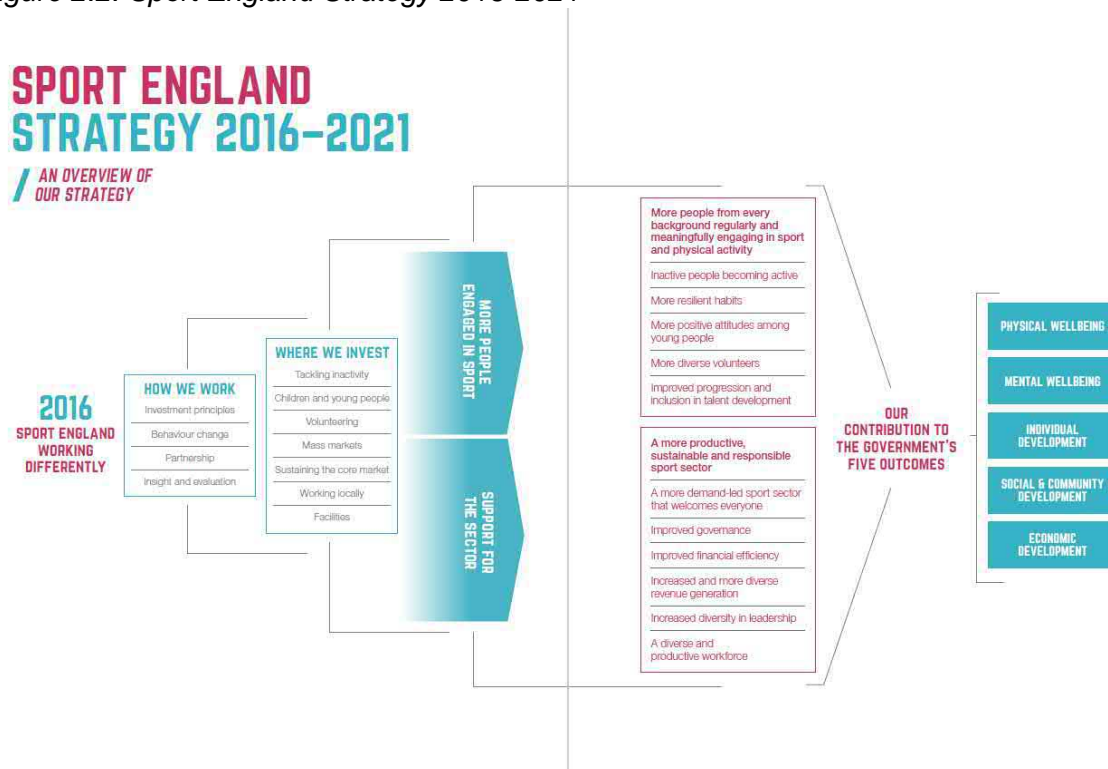 Sport England Strategy 2016-2021
SPORT ENGLAND
STRATEGY 2016–2021
/ AN OVERVIEW OF
OUR STRATEGY
2016
SPORT ENGLAND
WORKING
DIFFERENTLY
HOW WE WORK
Investment principles
Behaviour change
Partnership
Insight and evaluation
WHERE WE INVEST
Tackling inactivity
Children and young people
Volunteering
Mass markets
Sustaining the core market
Working locally
Facilities
MORE PEOPLE
ENGAGED IN SPORT
SUPPORT FOR
THE SECTOR
More people from every
background regularly and
meaningfully engaging in sport
and physical activity
Inactive people becoming active
More resilient habits
More positive attitudes among
young people
More diverse volunteers
Improved progression and
inclusion in talent development
A more productive,
sustainable and responsible
sport sector
A more demand-led sport sector
that welcomes everyone
Improved governance
Improved financial efficiency
Increased and more diverse
revenue generation
Increased diversity in leadership
A diverse and
productive workforce
OUR
CONTRIBUTION TO
THE GOVERNMENT'S
FIVE OUTCOMES
PHYSICAL WELLBEING
MENTAL WELLBEING
INDIVIDUAL
DEVELOPMENT
SOCIAL & COMMUNITY
DEVELOPMENT
ECONOMIC
DEVELOPMENT